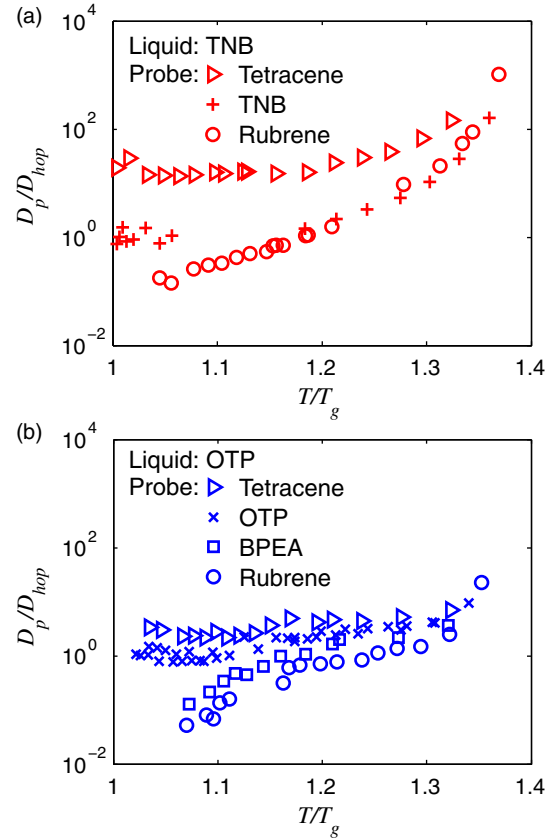 (a)
Liquid: TNB
Probe: Tetracene
TNB
Rubrene
10^4
10^2
10^0
10^-2
D_p/D_hop
1 1.1 1.2 1.3 1.4
T/T_g
(b)
Liquid: OTP
Probe: Tetracene
OTP
BPEA
Rubrene
10^4
10^2
10^0
10^-2
D_p/D_hop
1 1.1 1.2 1.3 1.4
T/T_g